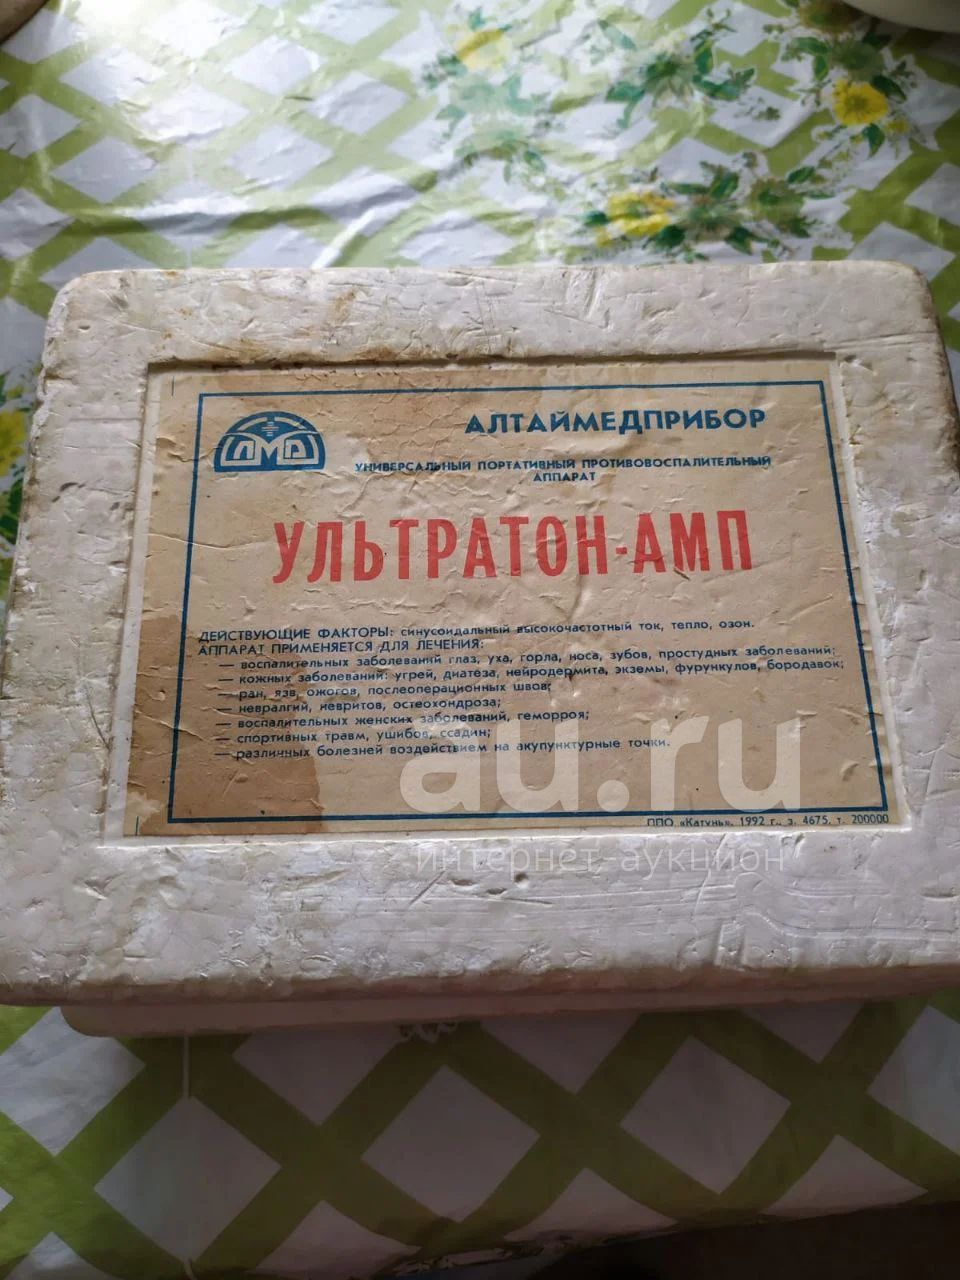 АМП
АЛТАЙМЕДПРИБОР
УНИВЕРСАЛЬНЫЙ ПОРТАТИВНЫЙ ПРОТИВОВОСПАЛИТЕЛЬНЫЙ
АППАРАТ
УЛЬТРАТОН-АМП
ДЕЙСТВУЮЩИЕ ФАКТОРЫ: синусоидальный высокочастотный ток, тепло, озон.
АППАРАТ ПРИМЕНЯЕТСЯ ДЛЯ ЛЕЧЕНИЯ:
— воспалительных заболеваний глаз, уха, горла, носа, зубов, простудных заболеваний;
— кожных заболеваний: угрей, диатеза, нейродермита, экземы, фурункулов, бородавок;
— ран, язв, ожогов, послеоперационных швов;
— невралгий, невритов, остеохондроза;
— воспалительных женских заболеваний, геморроя;
— спортивных травм, ушибов, ссадин;
— различных болезней воздействием на акупунктурные точки.
au.ru
ППО «Катунь», 1992 г., з. 4675, т. 200000
интернет-аукцион